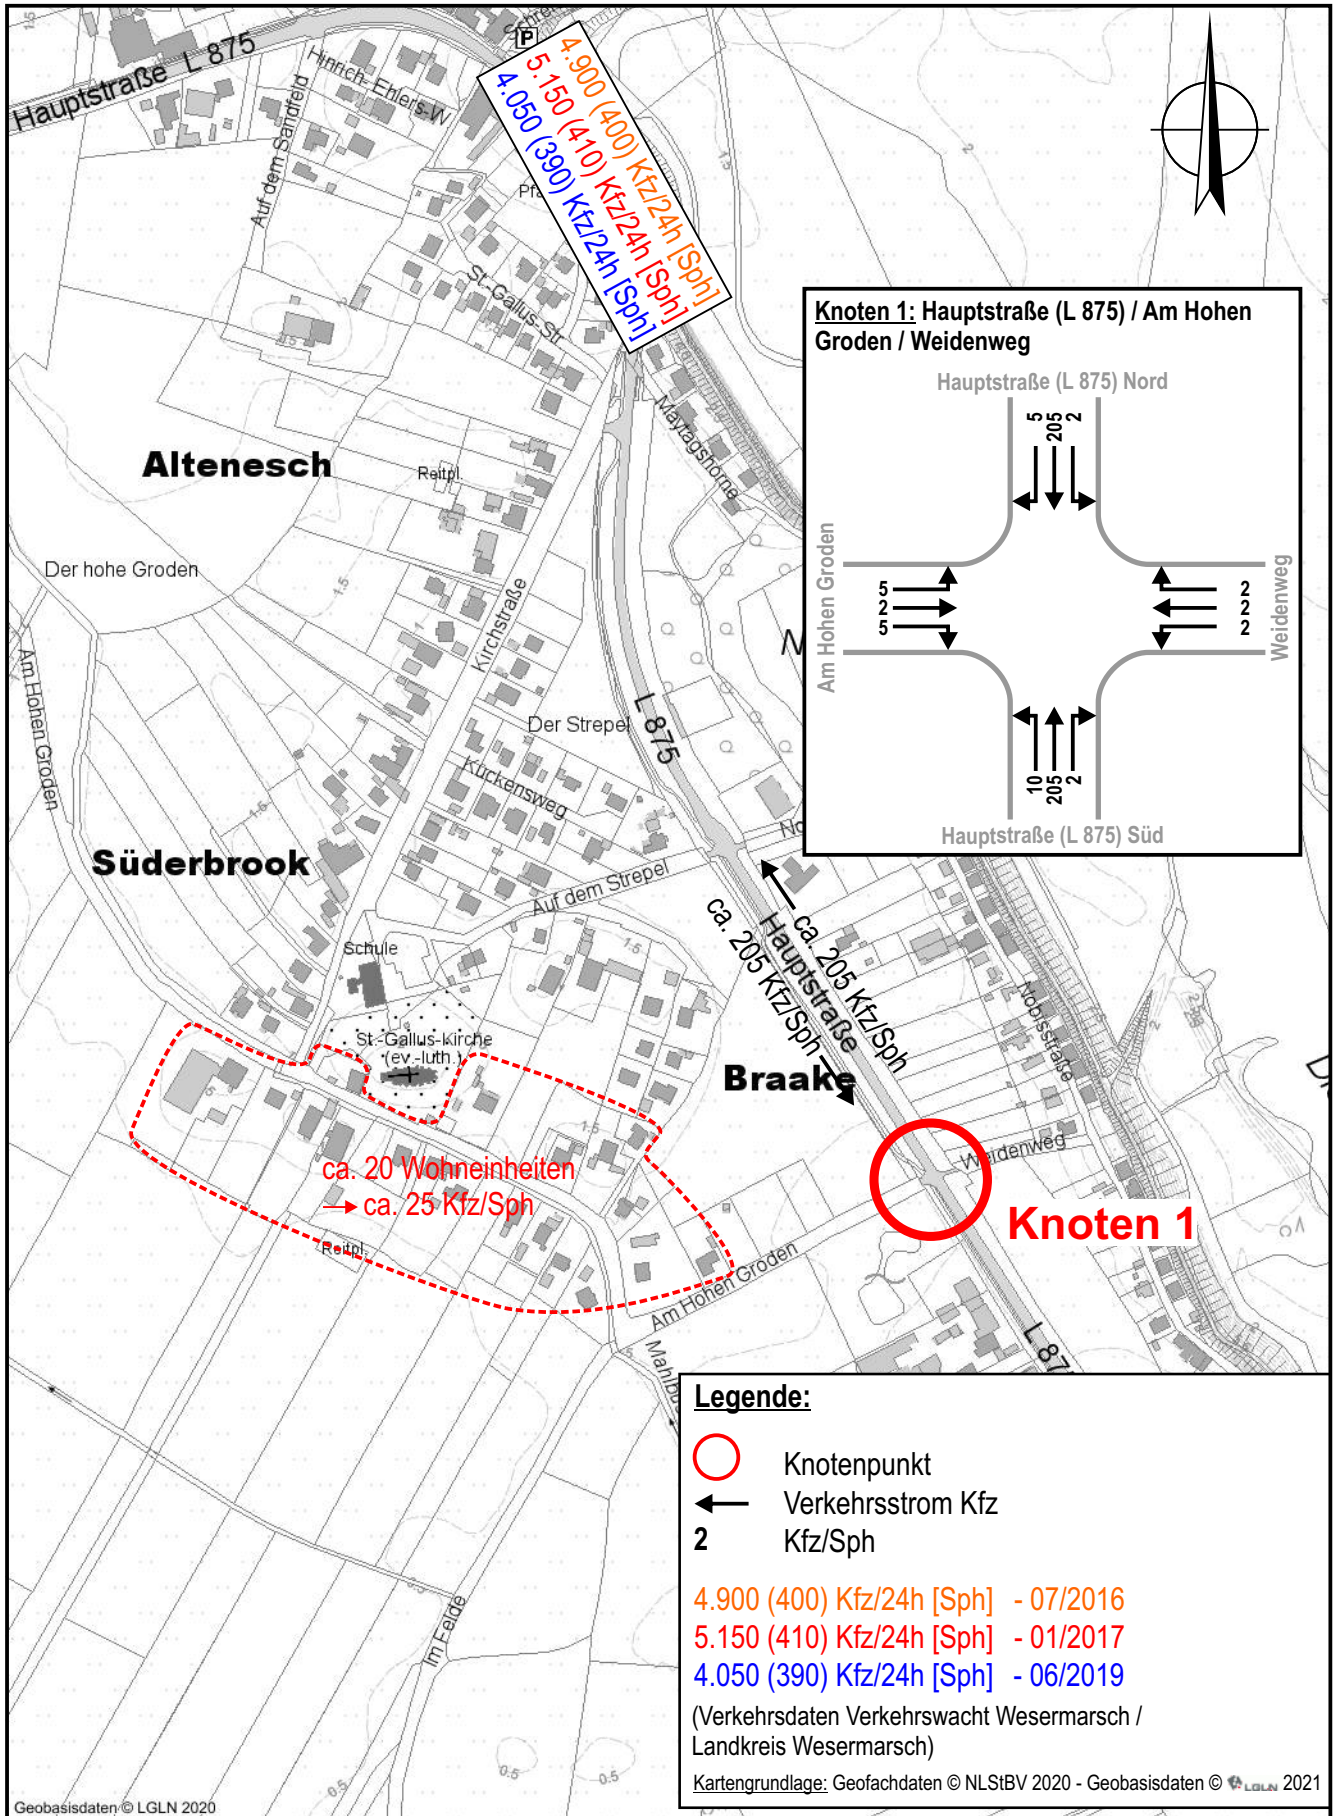 Hauptstraße L 875
Hinrich-Ehlers-W
Auf dem Sandfeld
P
4.900 (400) Kfz/24h [Sph]
5.150 (410) Kfz/24h [Sph]
4.050 (390) Kfz/24h [Sph]
St.-Gallus-Str
Maytagshörne
Altenesch
Reitpl.
Der hohe Groden
Am Hohen Groden
Kirchstraße
L 875
Der Strepel
Kückensweg
Süderbrook
Auf dem Strepel
Schule
St.-Gallus-Kirche
(ev.-luth.)
ca. 205 Kfz/Sph
Hauptstraße
ca. 205 Kfz/Sph
Nobisstraße
Braake
Weidenweg
Knoten 1
ca. 20 Wohneinheiten
→ ca. 25 Kfz/Sph
Reitpl.
Am Hohen Groden
Im Felde
Knoten 1: Hauptstraße (L 875) / Am Hohen
Groden / Weidenweg
Hauptstraße (L 875) Nord
5
205
2
Am Hohen Groden
5
2
5
2
2
2
Weidenweg
10
205
2
Hauptstraße (L 875) Süd
Legende:
Knotenpunkt
Verkehrsstrom Kfz
2 Kfz/Sph
4.900 (400) Kfz/24h [Sph] - 07/2016
5.150 (410) Kfz/24h [Sph] - 01/2017
4.050 (390) Kfz/24h [Sph] - 06/2019
(Verkehrsdaten Verkehrswacht Wesermarsch /
Landkreis Wesermarsch)
Kartengrundlage: Geofachdaten © NLStBV 2020 - Geobasisdaten © LGLN 2021
Geobasisdaten © LGLN 2020